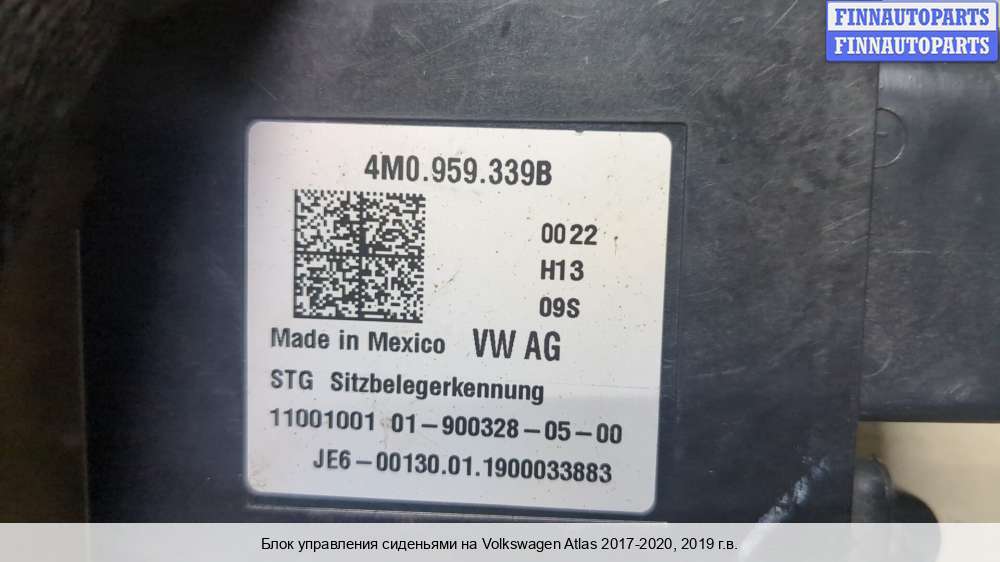 FINNAUTOPARTS
FINNAUTOPARTS
4M0.959.339B
0022
H13
09S
Made in Mexico VW AG
STG Sitzbelegerkennung
11001001 01-900328-05-00
JE6-00130.01.1900033883
Блок управления сиденьями на Volkswagen Atlas 2017-2020, 2019 г.в.